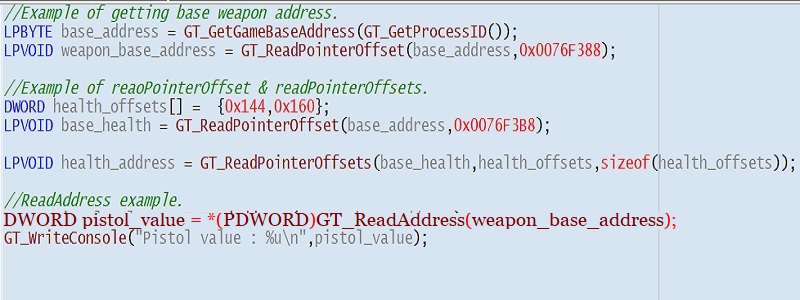 //Example of getting base weapon address.
LPBYTE base_address = GT_GetGameBaseAddress(GT_GetProcessID());
LPVOID weapon_base_address = GT_ReadPointerOffset(base_address,0x0076F388);
//Example of reaoPointerOffset & readPointerOffsets.
DWORD health_offsets[] = {0x144,0x160};
LPVOID base_health = GT_ReadPointerOffset(base_address,0x0076F3B8);
LPVOID health_address = GT_ReadPointerOffsets(base_health,health_offsets,sizeof(health_offsets));
//ReadAddress example.
DWORD pistol_value = *(PDWORD)GT_ReadAddress(weapon_base_address);
GT_WriteConsole("Pistol value : %u\n",pistol_value);